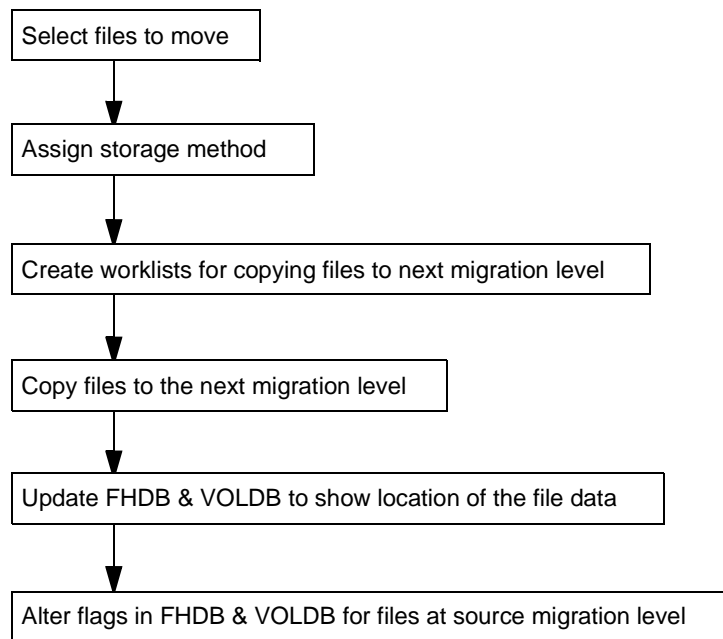 Select files to move
Assign storage method
Create worklists for copying files to next migration level
Copy files to the next migration level
Update FHDB & VOLDB to show location of the file data
Alter flags in FHDB & VOLDB for files at source migration level